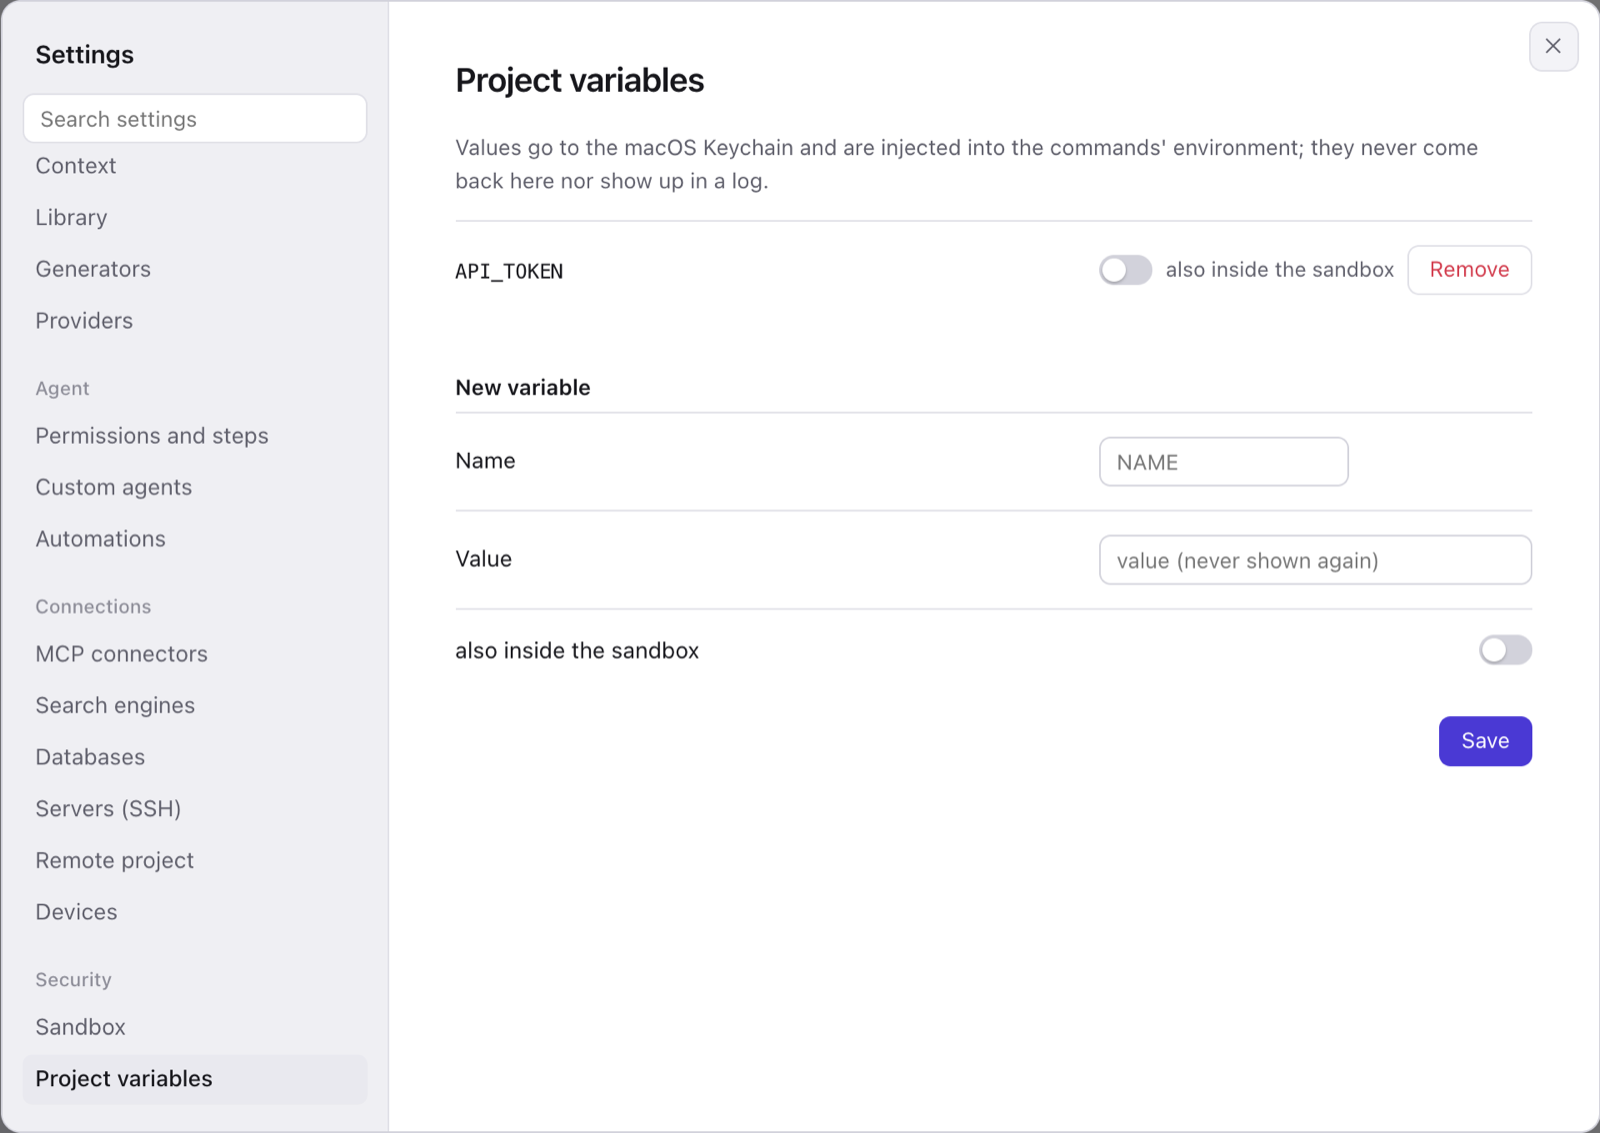 Settings
Search settings
Context
Library
Generators
Providers
Agent
Permissions and steps
Custom agents
Automations
Connections
MCP connectors
Search engines
Databases
Servers (SSH)
Remote project
Devices
Security
Sandbox
Project variables
Project variables
Values go to the macOS Keychain and are injected into the commands' environment; they never come
back here nor show up in a log.
API_TOKEN
also inside the sandbox
Remove
New variable
Name
NAME
Value
value (never shown again)
also inside the sandbox
Save